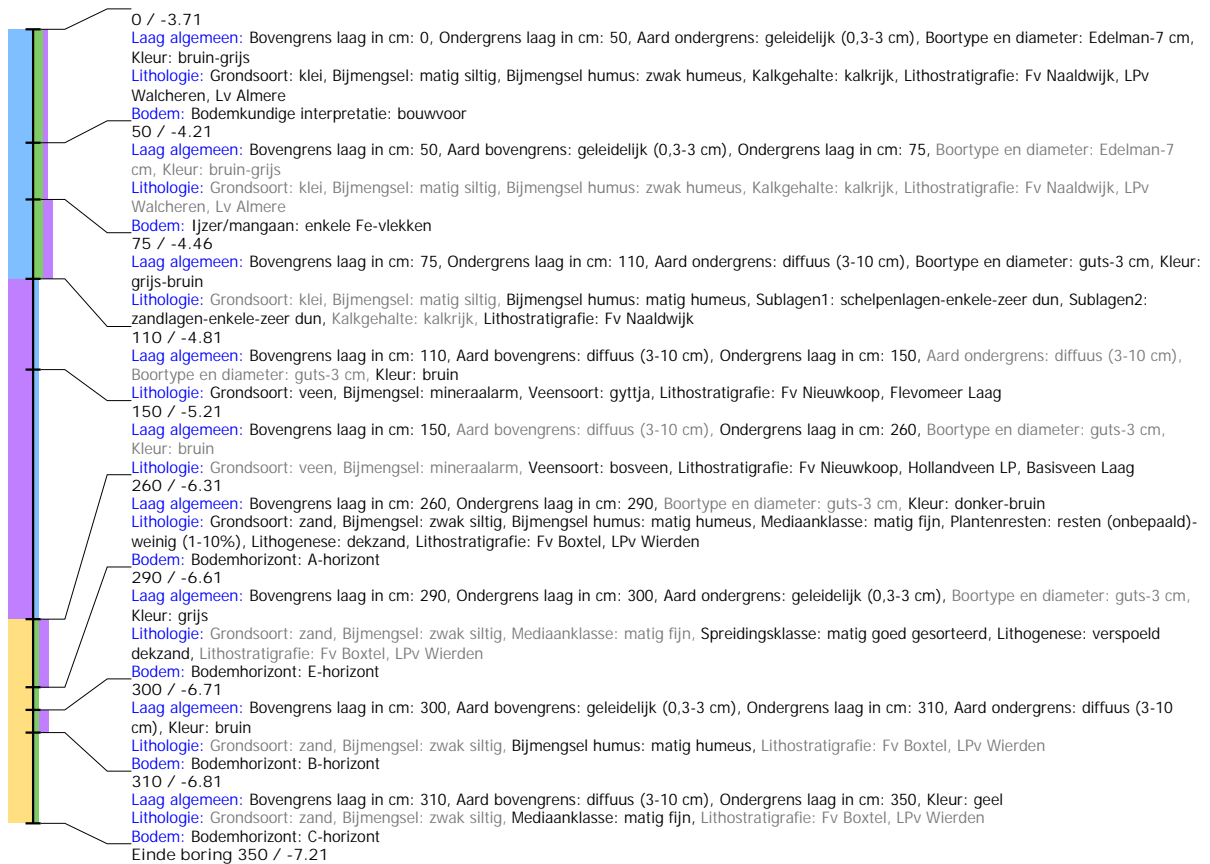 0 / -3.71
Laag algemeen: Bovengrens laag in cm: 0, Ondergrens laag in cm: 50, Aard ondergrens: geleidelijk (0,3-3 cm), Boortype en diameter: Edelman-7 cm,
Kleur: bruin-grijs
Lithologie: Grondsoort: klei, Bijmengsel: matig siltig, Bijmengsel humus: zwak humeus, Kalkgehalte: kalkrijk, Lithostratigrafie: Fv Naaldwijk, LPv
Walcheren, Lv Almere
Bodem: Bodemkundige interpretatie: bouwvoor
50 / -4.21
Laag algemeen: Bovengrens laag in cm: 50, Aard bovengrens: geleidelijk (0,3-3 cm), Ondergrens laag in cm: 75, Boortype en diameter: Edelman-7
cm, Kleur: bruin-grijs
Lithologie: Grondsoort: klei, Bijmengsel: matig siltig, Bijmengsel humus: zwak humeus, Kalkgehalte: kalkrijk, Lithostratigrafie: Fv Naaldwijk, LPv
Walcheren, Lv Almere
Bodem: Ijzer/mangaan: enkele Fe-vlekken
75 / -4.46
Laag algemeen: Bovengrens laag in cm: 75, Ondergrens laag in cm: 110, Aard ondergrens: diffuus (3-10 cm), Boortype en diameter: guts-3 cm, Kleur:
grijs-bruin
Lithologie: Grondsoort: klei, Bijmengsel: matig siltig, Bijmengsel humus: matig humeus, Sublagen1: schelpenlagen-enkele-zeer dun, Sublagen2:
zandlagen-enkele-zeer dun, Kalkgehalte: kalkrijk, Lithostratigrafie: Fv Naaldwijk
110 / -4.81
Laag algemeen: Bovengrens laag in cm: 110, Aard bovengrens: diffuus (3-10 cm), Ondergrens laag in cm: 150, Aard ondergrens: diffuus (3-10 cm),
Boortype en diameter: guts-3 cm, Kleur: bruin
Lithologie: Grondsoort: veen, Bijmengsel: mineraalarm, Veensoort: gyttja, Lithostratigrafie: Fv Nieuwkoop, Flevomeer Laag
150 / -5.21
Laag algemeen: Bovengrens laag in cm: 150, Aard bovengrens: diffuus (3-10 cm), Ondergrens laag in cm: 260, Boortype en diameter: guts-3 cm,
Kleur: bruin
Lithologie: Grondsoort: veen, Bijmengsel: mineraalarm, Veensoort: bosveen, Lithostratigrafie: Fv Nieuwkoop, Hollandveen LP, Basisveen Laag
260 / -6.31
Laag algemeen: Bovengrens laag in cm: 260, Ondergrens laag in cm: 290, Boortype en diameter: guts-3 cm, Kleur: donker-bruin
Lithologie: Grondsoort: zand, Bijmengsel: zwak siltig, Bijmengsel humus: matig humeus, Mediaanklasse: matig fijn, Plantenresten: resten (onbepaald)-
weinig (1-10%), Lithogenese: dekzand, Lithostratigrafie: Fv Boxtel, LPv Wierden
Bodem: Bodemhorizont: A-horizont
290 / -6.61
Laag algemeen: Bovengrens laag in cm: 290, Ondergrens laag in cm: 300, Aard ondergrens: geleidelijk (0,3-3 cm), Boortype en diameter: guts-3 cm,
Kleur: grijs
Lithologie: Grondsoort: zand, Bijmengsel: zwak siltig, Mediaanklasse: matig fijn, Spreidingsklasse: matig goed gesorteerd, Lithogenese: verspoeld
dekzand, Lithostratigrafie: Fv Boxtel, LPv Wierden
Bodem: Bodemhorizont: E-horizont
300 / -6.71
Laag algemeen: Bovengrens laag in cm: 300, Aard bovengrens: geleidelijk (0,3-3 cm), Ondergrens laag in cm: 310, Aard ondergrens: diffuus (3-10
cm), Kleur: bruin
Lithologie: Grondsoort: zand, Bijmengsel: zwak siltig, Bijmengsel humus: matig humeus, Lithostratigrafie: Fv Boxtel, LPv Wierden
Bodem: Bodemhorizont: B-horizont
310 / -6.81
Laag algemeen: Bovengrens laag in cm: 310, Aard bovengrens: diffuus (3-10 cm), Ondergrens laag in cm: 350, Kleur: geel
Lithologie: Grondsoort: zand, Bijmengsel: zwak siltig, Mediaanklasse: matig fijn, Lithostratigrafie: Fv Boxtel, LPv Wierden
Bodem: Bodemhorizont: C-horizont
Einde boring 350 / -7.21